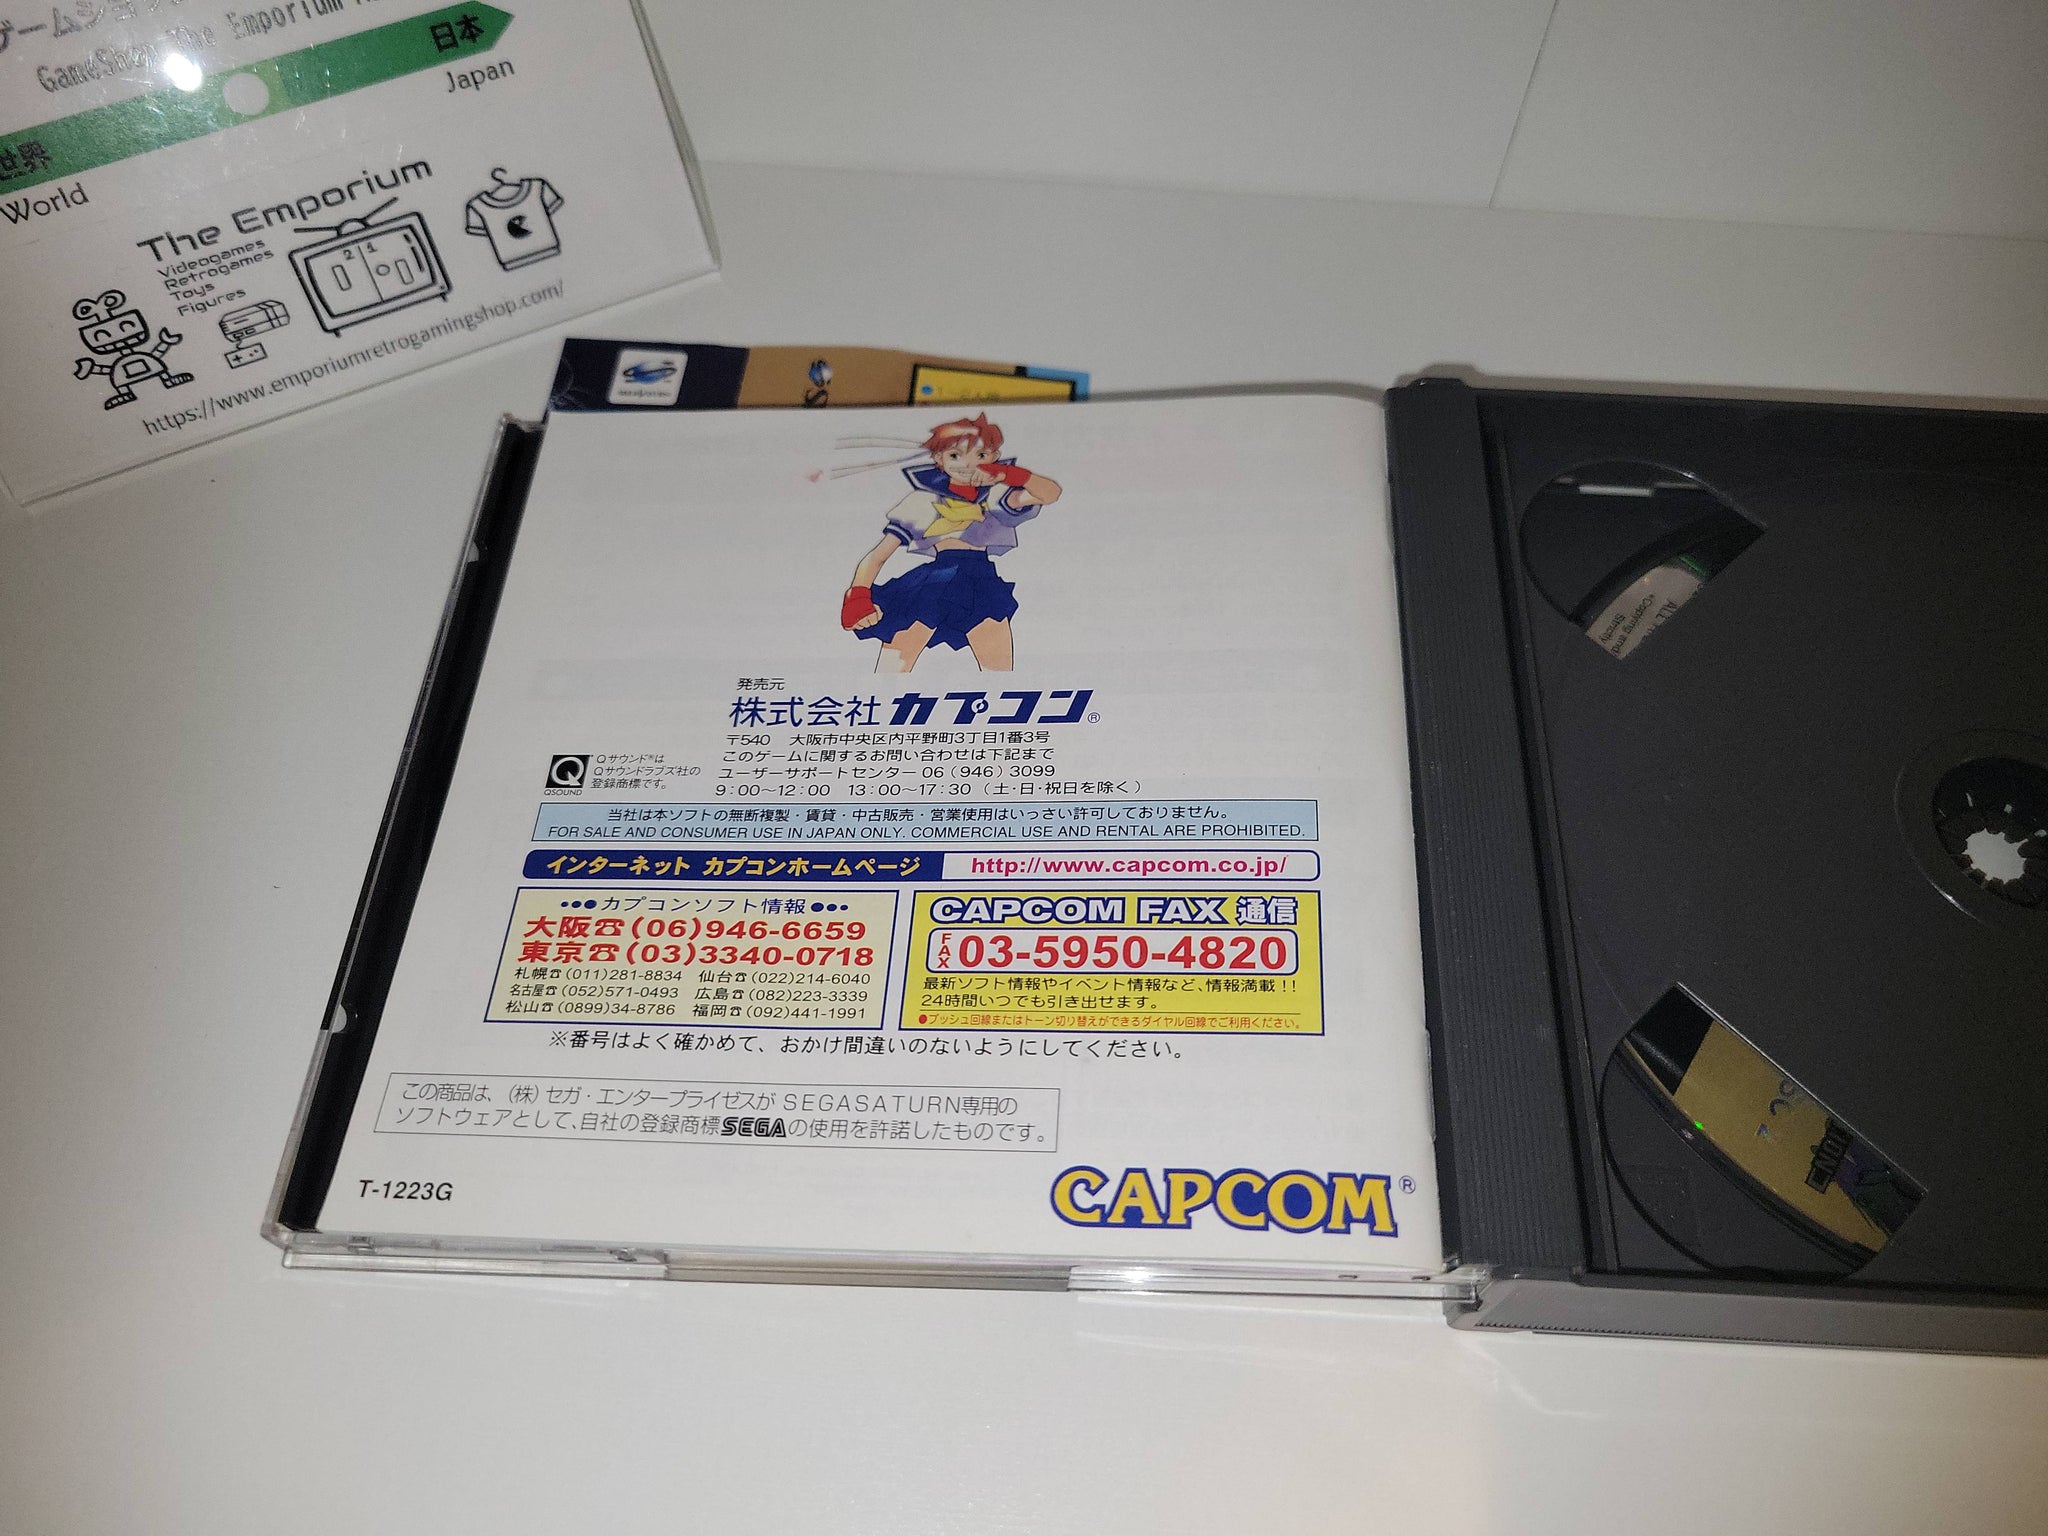 ゲームショップ
GameShop The Emporium
日本
Japan
世界
World
The Emporium
Videogames
Retrogames
Toys
Figures
2 1
https://www.emporiumretrogamingshop.com/
発売元
株式会社 カプコン®
〒540 大阪市中央区内平野町3丁目1番3号
このゲームに関するお問い合わせは下記まで
ユーザーサポートセンター 06(946)3099
9:00〜12:00 13:00〜17:30(土・日・祝日を除く)
Q
QSOUND
Qサウンド®は
Qサウンドラブズ社の
登録商標です。
当社は本ソフトの無断複製・賃貸・中古販売・営業使用はいっさい許可しておりません。
FOR SALE AND CONSUMER USE IN JAPAN ONLY. COMMERCIAL USE AND RENTAL ARE PROHIBITED.
インターネット カプコンホームページ http://www.capcom.co.jp/
●●●カプコンソフト情報●●●
大阪☎(06)946-6659
東京☎(03)3340-0718
札幌☎(011)281-8834 仙台☎(022)214-6040
名古屋☎(052)571-0493 広島☎(082)223-3339
松山☎(0899)34-8786 福岡☎(092)441-1991
CAPCOM FAX 通信
FAX 03-5950-4820
最新ソフト情報やイベント情報など、情報満載!!
24時間いつでも引き出せます。
●プッシュ回線またはトーン切り替えができるダイヤル回線でご利用ください。
※番号はよく確かめて、おかけ間違いのないようにしてください。
この商品は、(株)セガ・エンタープライゼスが SEGASATURN専用の
ソフトウェアとして、自社の登録商標SEGAの使用を許諾したものです。
T-1223G
CAPCOM®